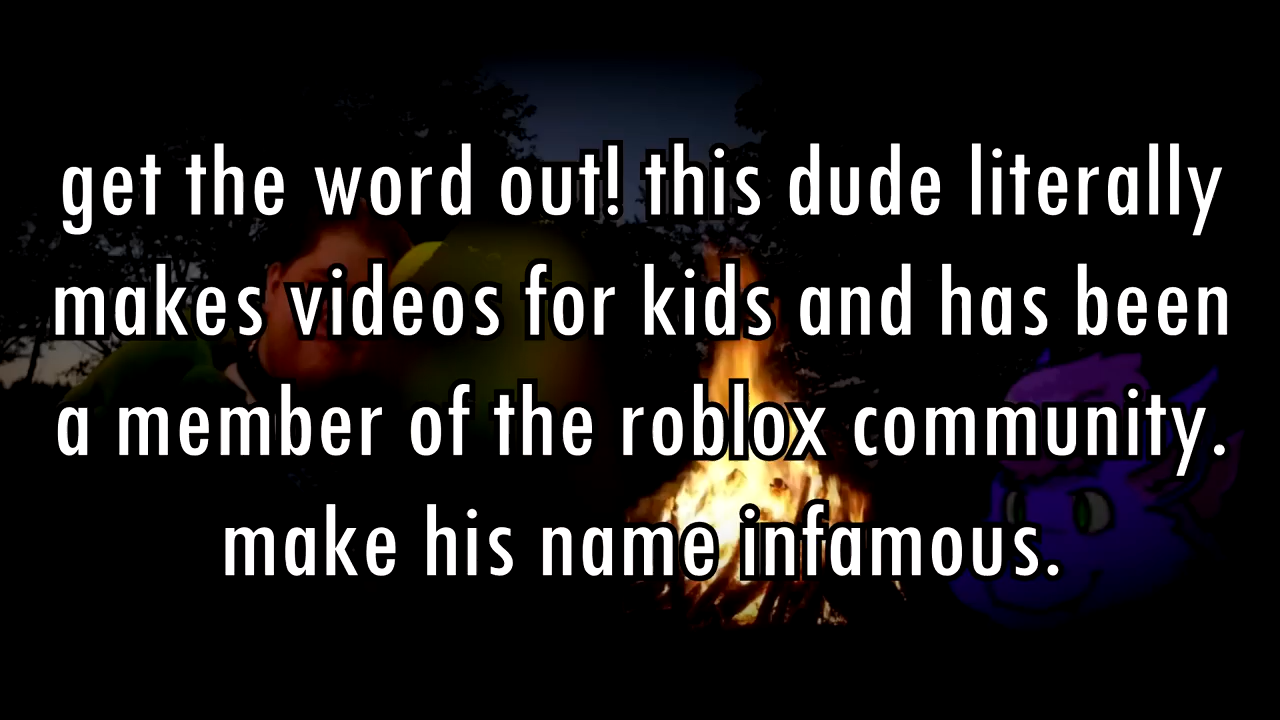 get the word out! this dude literally
makes videos for kids and has been
a member of the roblox community.
make his name infamous.